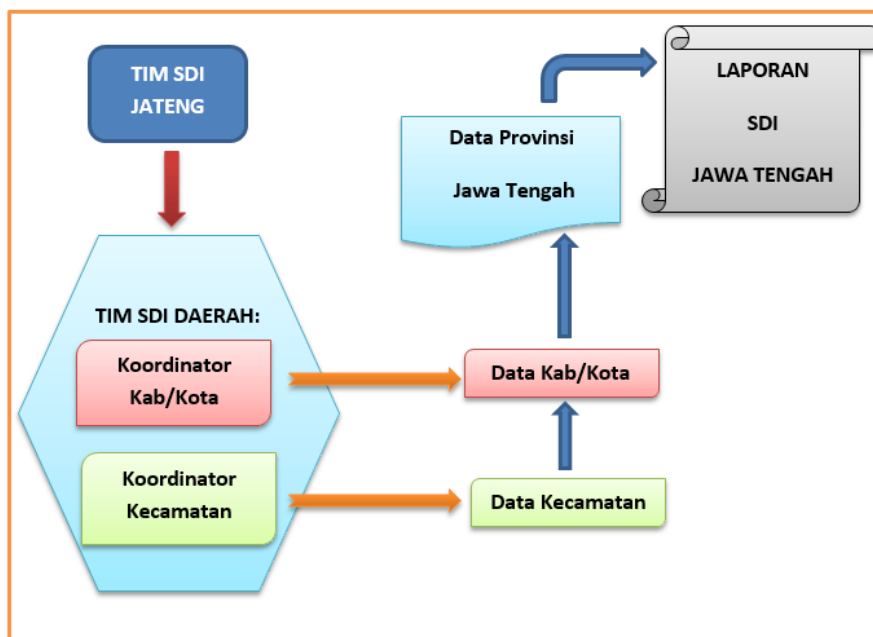 TIM SDI
JATENG
TIM SDI DAERAH:
Koordinator
Kab/Kota
Koordinator
Kecamatan
Data Provinsi
Jawa Tengah
LAPORAN
SDI
JAWA TENGAH
Data Kab/Kota
Data Kecamatan